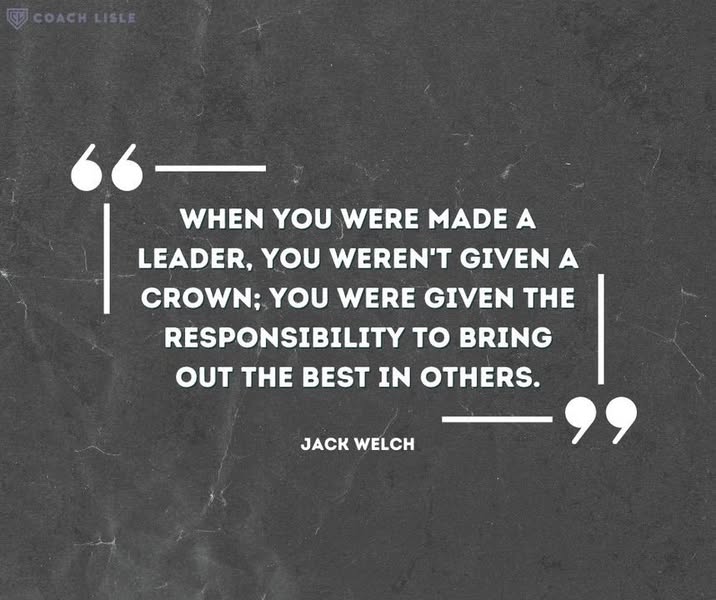 COACH LISLE
WHEN YOU WERE MADE A
LEADER, YOU WEREN'T GIVEN A
CROWN; YOU WERE GIVEN THE
RESPONSIBILITY TO BRING
OUT THE BEST IN OTHERS.
JACK WELCH